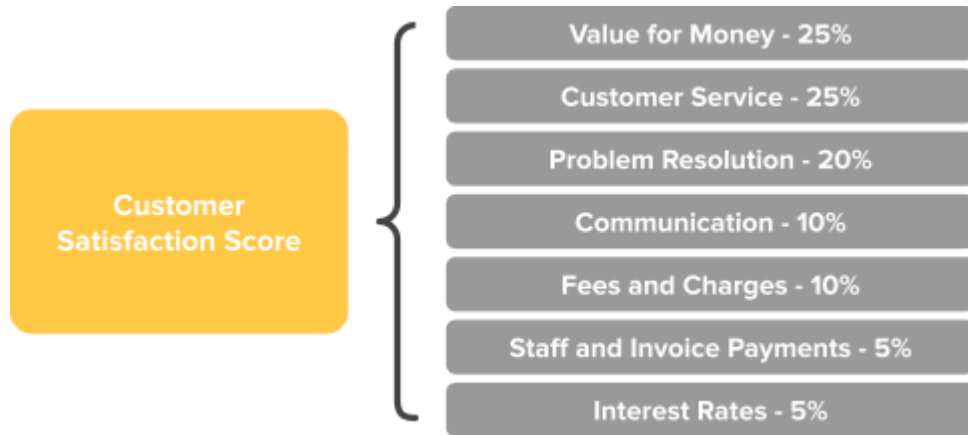 Customer
Satisfaction Score
Value for Money - 25%
Customer Service - 25%
Problem Resolution - 20%
Communication - 10%
Fees and Charges - 10%
Staff and Invoice Payments - 5%
Interest Rates - 5%